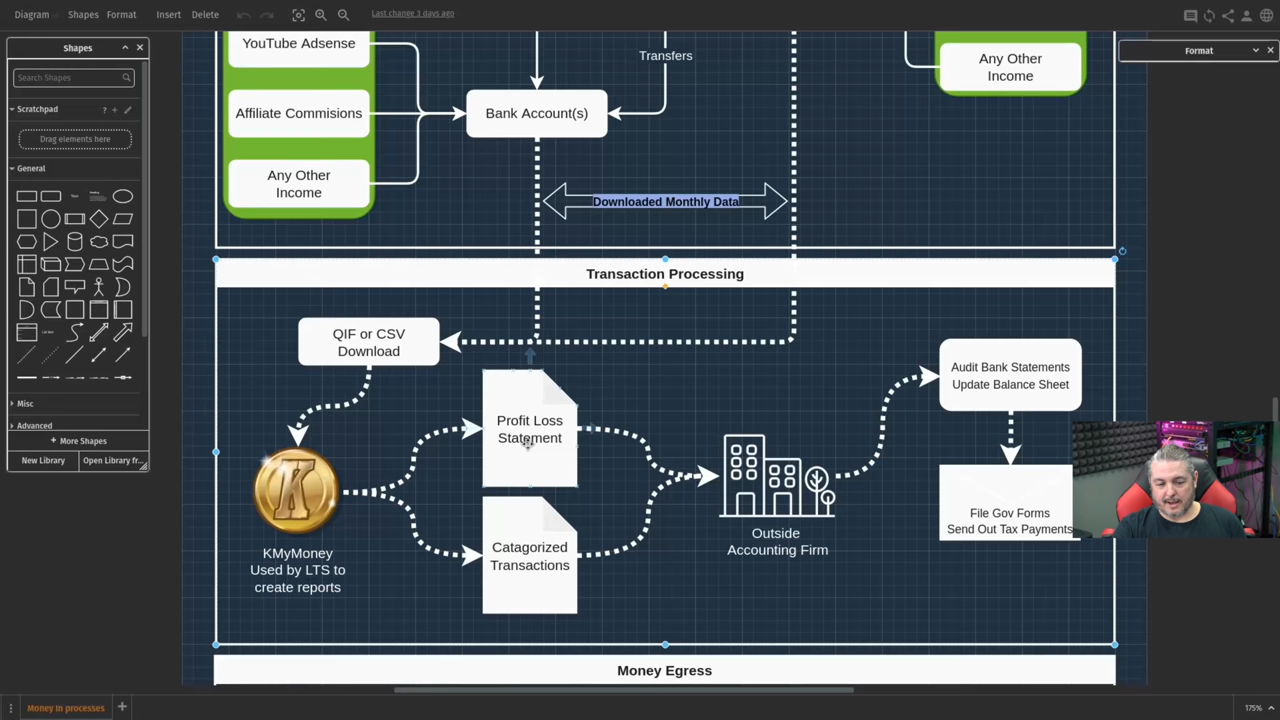 Diagram Shapes Format Insert Delete Last change 3 days ago
Shapes
Search Shapes
Scratchpad ?
Drag elements here
General
Misc
Advanced
+ More Shapes
New Library Open Library fr...
Format
YouTube Adsense
Affiliate Commisions
Any Other
Income
Transfers
Bank Account(s)
Any Other
Income
Downloaded Monthly Data
Transaction Processing
QIF or CSV
Download
Profit Loss
Statement
Catagorized
Transactions
KMyMoney
Used by LTS to
create reports
Outside
Accounting Firm
Audit Bank Statements
Update Balance Sheet
File Gov Forms
Send Out Tax Payments
Money Egress
Money in processes
175%